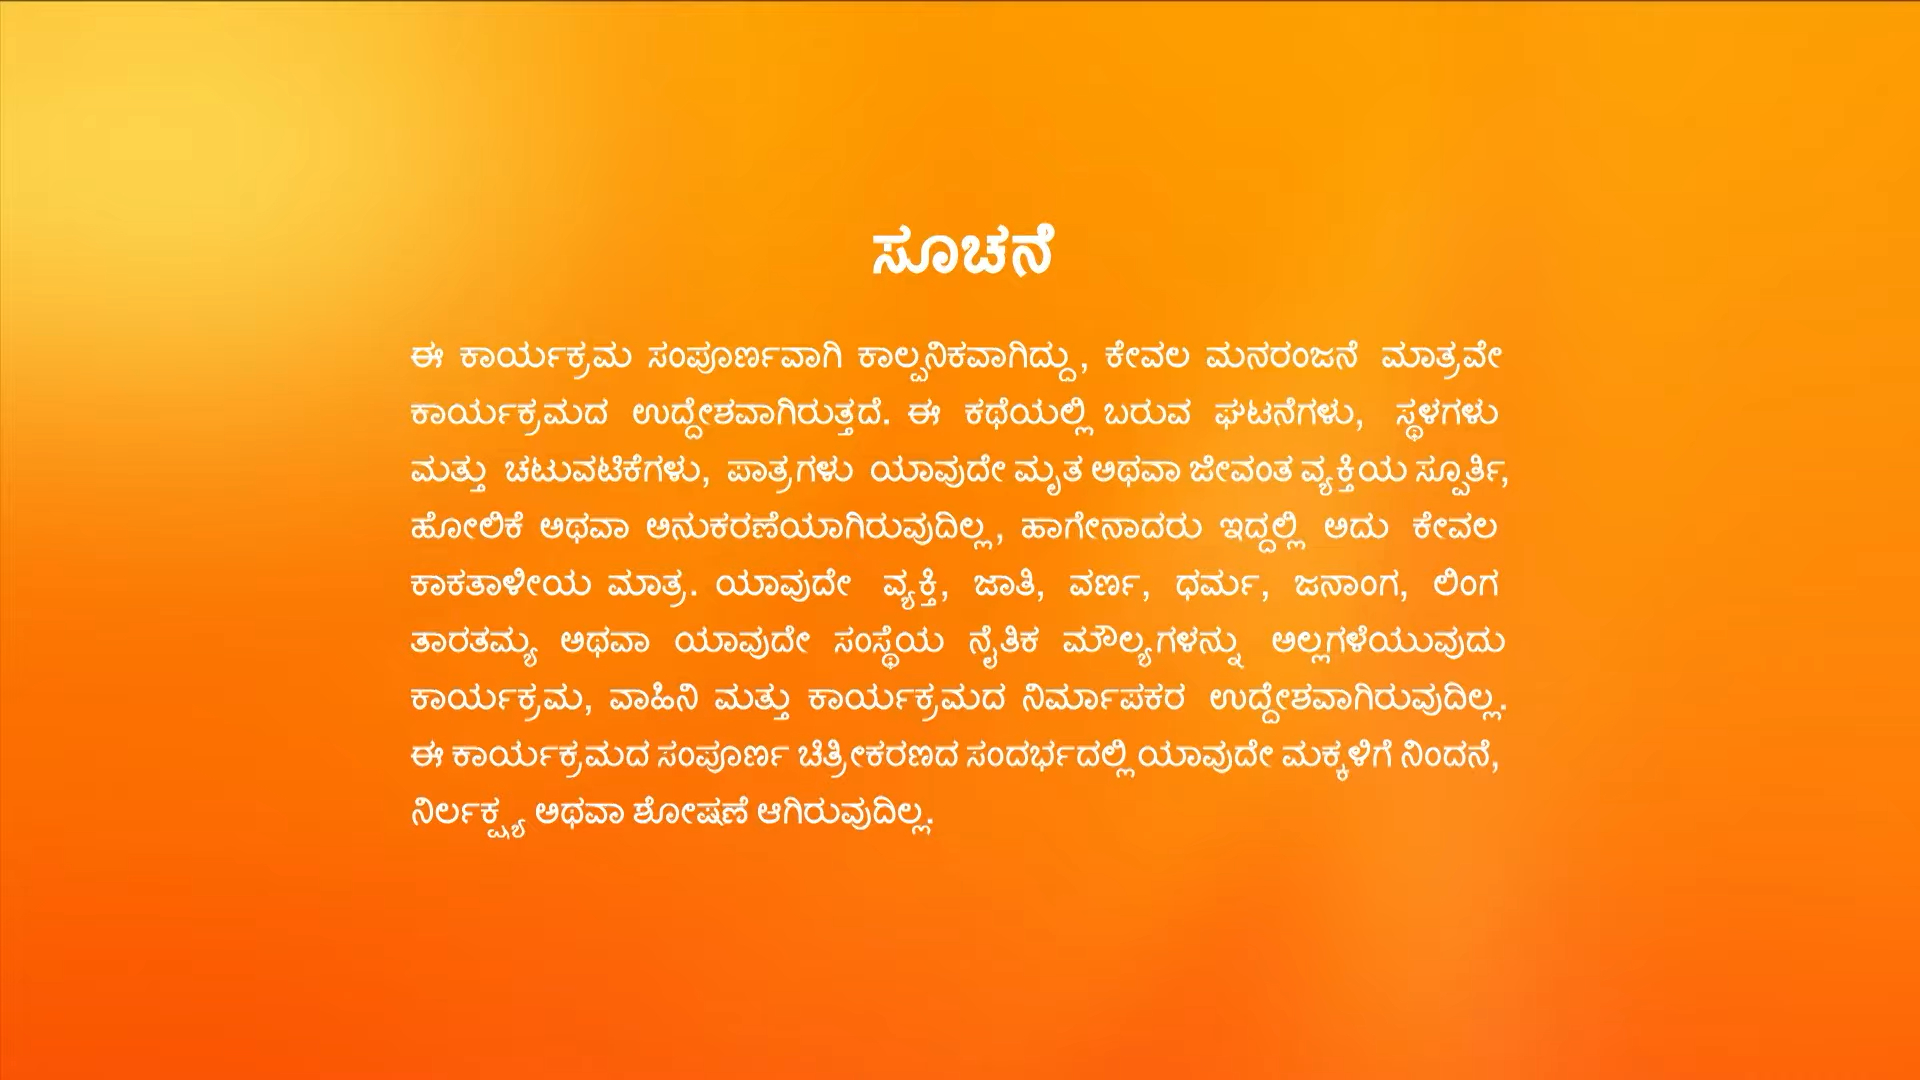 ಸೂಚನೆ
ಈ ಕಾರ್ಯಕ್ರಮ ಸಂಪೂರ್ಣವಾಗಿ ಕಾಲ್ಪನಿಕವಾಗಿದ್ದು, ಕೇವಲ ಮನರಂಜನೆ ಮಾತ್ರವೇ
ಕಾರ್ಯಕ್ರಮದ ಉದ್ದೇಶವಾಗಿರುತ್ತದೆ. ಈ ಕಥೆಯಲ್ಲಿ ಬರುವ ಘಟನೆಗಳು, ಸ್ಥಳಗಳು
ಮತ್ತು ಚಟುವಟಿಕೆಗಳು, ಪಾತ್ರಗಳು ಯಾವುದೇ ಮೃತ ಅಥವಾ ಜೀವಂತ ವ್ಯಕ್ತಿಯ ಸ್ಪೂರ್ತಿ,
ಹೋಲಿಕೆ ಅಥವಾ ಅನುಕರಣೆಯಾಗಿರುವುದಿಲ್ಲ, ಹಾಗೇನಾದರು ಇದ್ದಲ್ಲಿ ಅದು ಕೇವಲ
ಕಾಕತಾಳೀಯ ಮಾತ್ರ. ಯಾವುದೇ ವ್ಯಕ್ತಿ, ಜಾತಿ, ವರ್ಣ, ಧರ್ಮ, ಜನಾಂಗ, ಲಿಂಗ
ತಾರತಮ್ಯ ಅಥವಾ ಯಾವುದೇ ಸಂಸ್ಥೆಯ ನೈತಿಕ ಮೌಲ್ಯಗಳನ್ನು ಅಲ್ಲಗಳೆಯುವುದು
ಕಾರ್ಯಕ್ರಮ, ವಾಹಿನಿ ಮತ್ತು ಕಾರ್ಯಕ್ರಮದ ನಿರ್ಮಾಪಕರ ಉದ್ದೇಶವಾಗಿರುವುದಿಲ್ಲ.
ಈ ಕಾರ್ಯಕ್ರಮದ ಸಂಪೂರ್ಣ ಚಿತ್ರೀಕರಣದ ಸಂದರ್ಭದಲ್ಲಿ ಯಾವುದೇ ಮಕ್ಕಳಿಗೆ ನಿಂದನೆ,
ನಿರ್ಲಕ್ಷ್ಯ ಅಥವಾ ಶೋಷಣೆ ಆಗಿರುವುದಿಲ್ಲ.